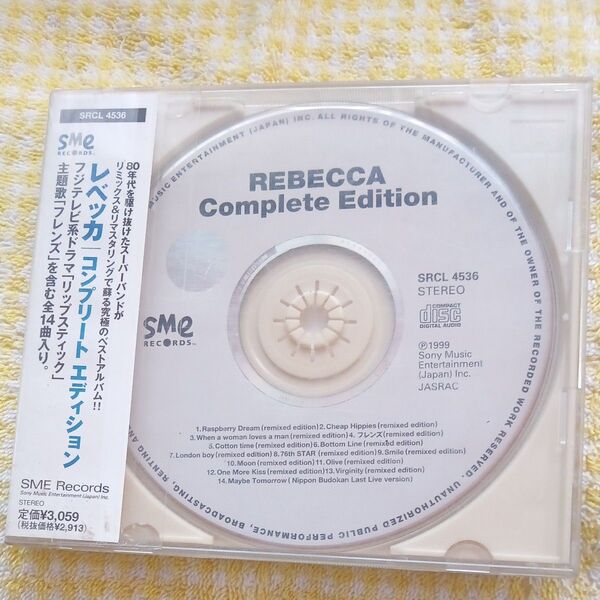 SRCL 4536
SMe
RECORDS™
80年代を駆け抜けたスーパーバンドが
リミックス&リマスタリングで蘇る究極のベストアルバム!!
レベッカ|コンプリート エディション
フジテレビ系ドラマ「リップスティック」
主題歌「フレンズ」を含む全14曲入り。
SME Records
Sony Music Entertainment (Japan) Inc.
STEREO
定価¥3,059
(税抜価格¥2,913)
MUSIC ENTERTAINMENT (JAPAN) INC. ALL RIGHTS OF THE MANUFACTURER AND OF THE OWNER OF THE RECORDED WORK RESERVED. UNAUTHORIZED PUBLIC PERFORMANCE, BROADCASTING, RENTING AND
REBECCA
Complete Edition
SRCL 4536
STEREO
COMPACT
disc
DIGITAL AUDIO
SMe
RECORDS™
℗1999
Sony Music
Entertainment
(Japan) Inc.
JASRAC
1.Raspberry Dream (remixed edition) 2.Cheap Hippies (remixed edition)
3.When a woman loves a man (remixed edition) 4.フレンズ (remixed edition)
5.Cotton time (remixed edition) 6.Bottom Line (remixed edition)
7.London boy (remixed edition) 8.76th STAR (remixed edition) 9.Smile (remixed edition)
10.Moon (remixed edition) 11.Olive (remixed edition)
12.One More Kiss (remixed edition) 13.Virginity (remixed edition)
14.Maybe Tomorrow ( Nippon Budokan Last Live version)